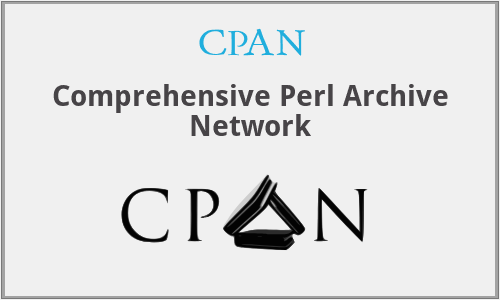 CPAN
Comprehensive Perl Archive
Network
CPAN